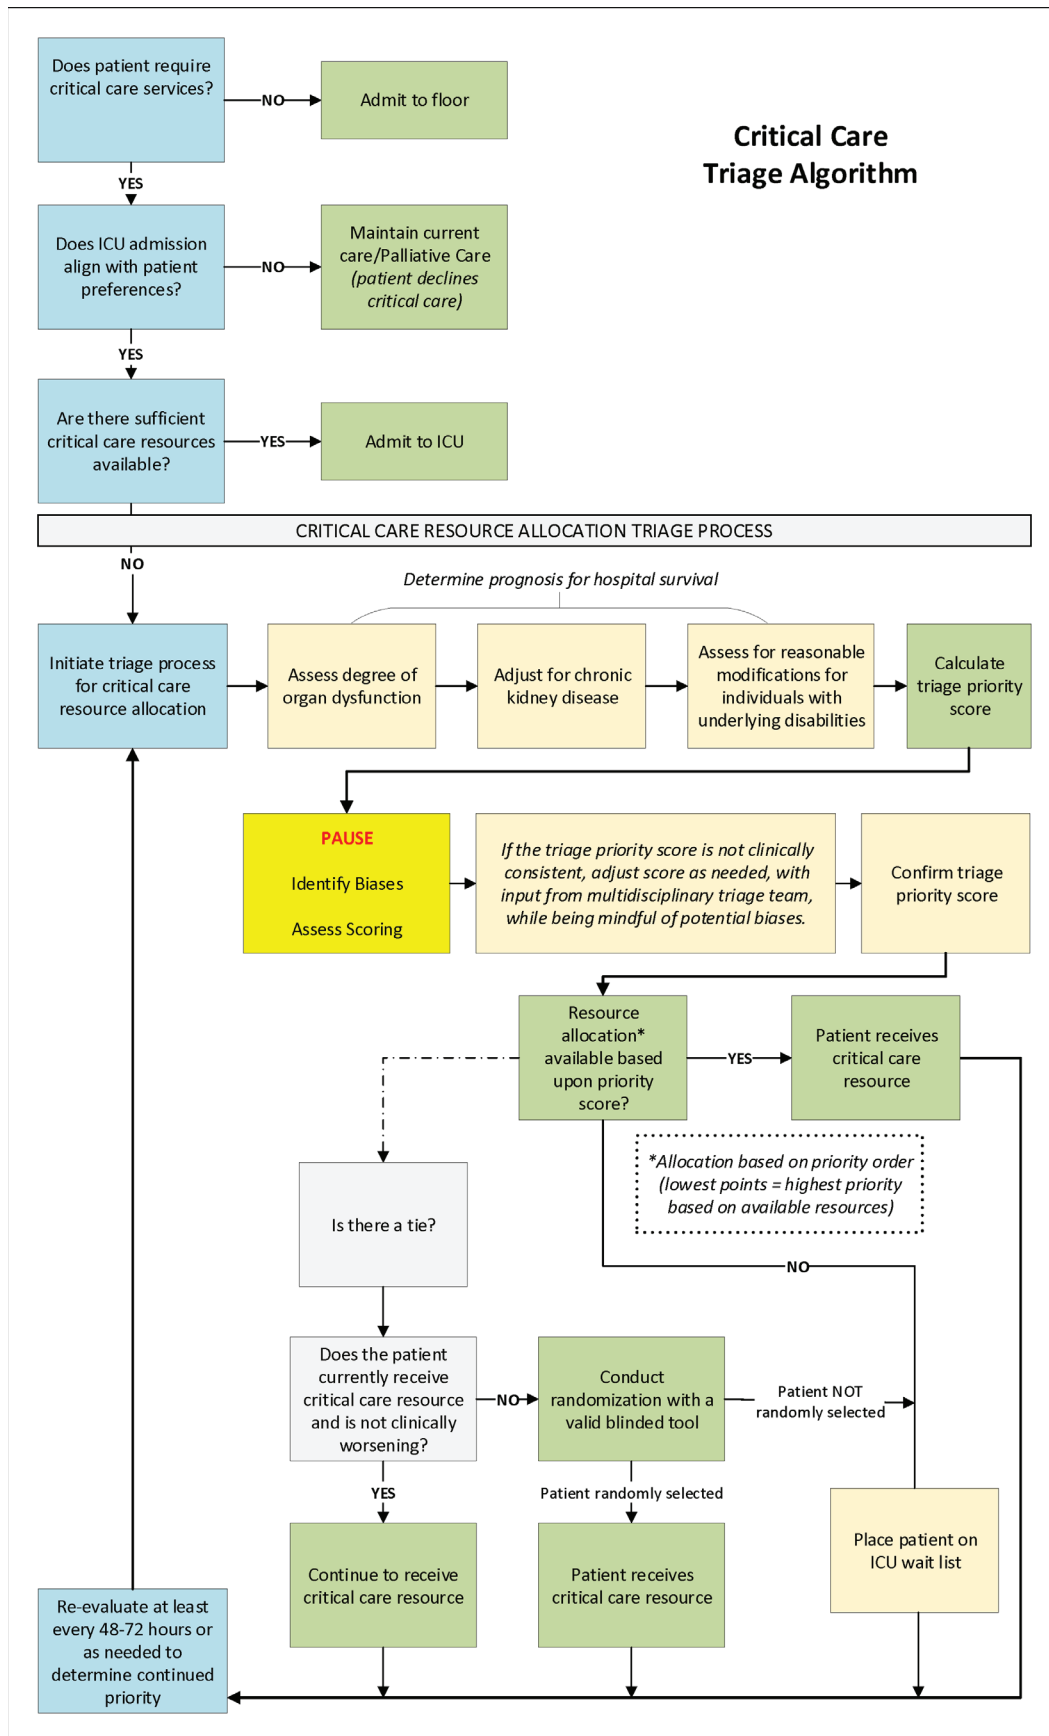 Critical Care
Triage Algorithm
Does patient require
critical care services?
NO
Admit to floor
YES
Does ICU admission
align with patient
preferences?
NO
Maintain current
care/Palliative Care
(patient declines
critical care)
YES
Are there sufficient
critical care resources
available?
YES
Admit to ICU
CRITICAL CARE RESOURCE ALLOCATION TRIAGE PROCESS
NO
Determine prognosis for hospital survival
Initiate triage process
for critical care
resource allocation
Assess degree of
organ dysfunction
Adjust for chronic
kidney disease
Assess for reasonable
modifications for
individuals with
underlying disabilities
Calculate
triage priority
score
PAUSE
Identify Biases
Assess Scoring
If the triage priority score is not clinically
consistent, adjust score as needed, with
input from multidisciplinary triage team,
while being mindful of potential biases.
Confirm triage
priority score
Resource
allocation*
available based
upon priority
score?
YES
Patient receives
critical care
resource
*Allocation based on priority order
(lowest points = highest priority
based on available resources)
Is there a tie?
NO
Does the patient
currently receive
critical care resource
and is not clinically
worsening?
NO
Conduct
randomization with a
valid blinded tool
Patient NOT
randomly selected
YES
Patient randomly selected
Continue to receive
critical care resource
Patient receives
critical care resource
Place patient on
ICU wait list
Re-evaluate at least
every 48-72 hours or
as needed to
determine continued
priority